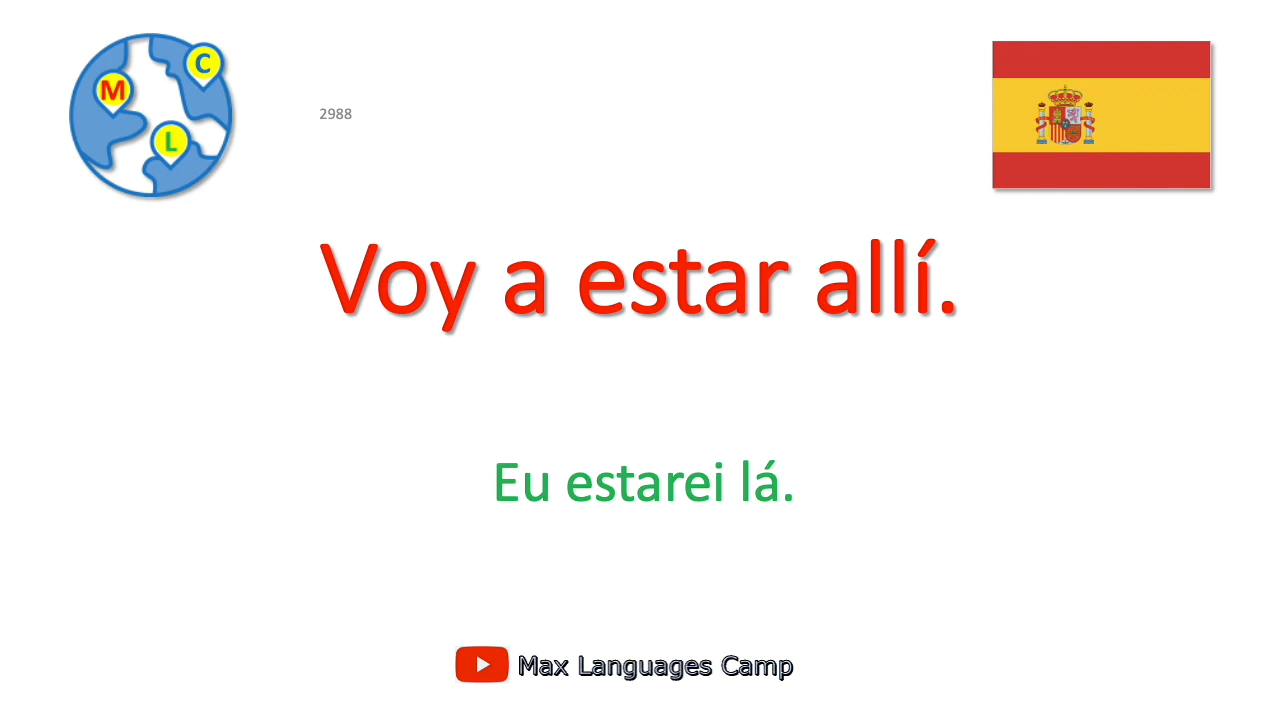 M
C
L
2988
Voy a estar allí.
Eu estarei lá.
Max Languages Camp